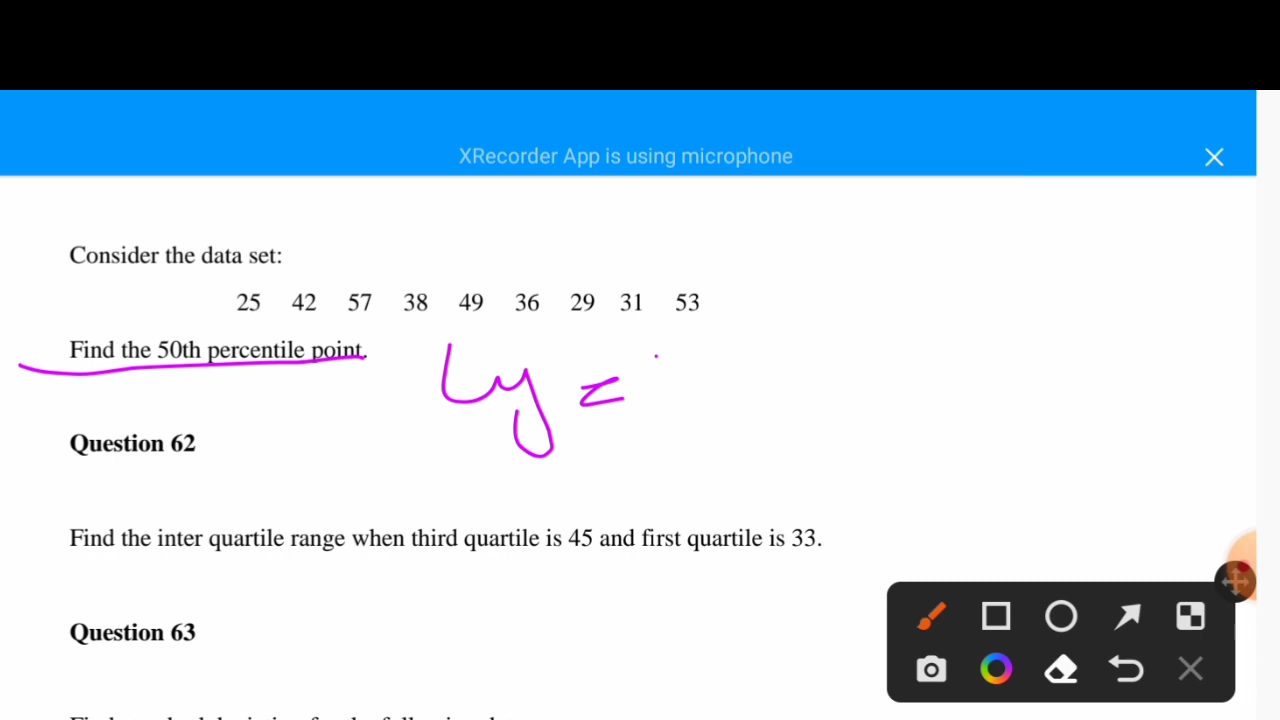 XRecorder App is using microphone
Consider the data set:
25 42 57 38 49 36 29 31 53
Find the 50th percentile point.
Ly =
Question 62
Find the inter quartile range when third quartile is 45 and first quartile is 33.
Question 63